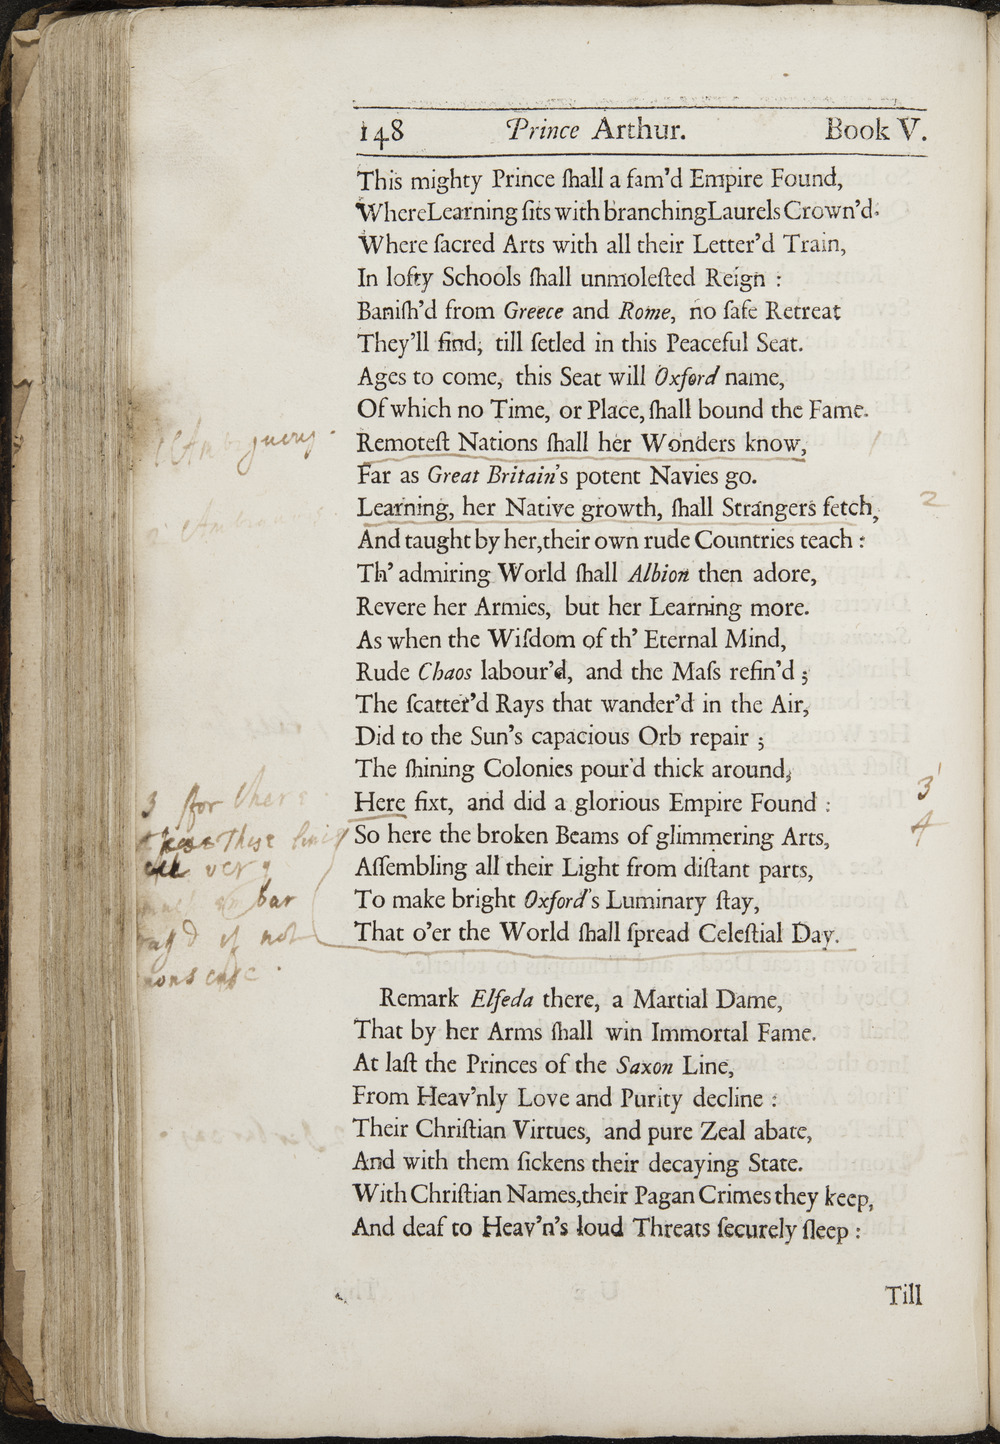 148 Prince Arthur. Book V.
This mighty Prince ſhall a fam'd Empire Found,
Where Learning ſits with branching Laurels Crown'd.
Where ſacred Arts with all their Letter'd Train,
In lofty Schools ſhall unmoleſted Reign :
Baniſh'd from Greece and Rome, no ſafe Retreat
They'll find, till ſetled in this Peaceful Seat.
Ages to come, this Seat will Oxford name,
Of which no Time, or Place, ſhall bound the Fame.
1 Ambiguous.
Remoteſt Nations ſhall her Wonders know, 1
Far as Great Britain's potent Navies go.
Learning, her Native growth, ſhall Strangers fetch, 2
2 Ambiguous.
And taught by her, their own rude Countries teach :
Th' admiring World ſhall Albion then adore,
Revere her Armies, but her Learning more.
As when the Wiſdom of th' Eternal Mind,
Rude Chaos labour'd, and the Maſs refin'd ;
The ſcatter'd Rays that wander'd in the Air,
Did to the Sun's capacious Orb repair ;
The ſhining Colonies pour'd thick around,
3 for there
Here fixt, and did a glorious Empire Found : 3
4 These lines
So here the broken Beams of glimmering Arts, 4
very
Aſſembling all their Light from diſtant parts,
bar
To make bright Oxford's Luminary ſtay,
if not
That o'er the World ſhall ſpread Celeſtial Day.
nonsense
Remark Elfeda there, a Martial Dame,
That by her Arms ſhall win Immortal Fame.
At laſt the Princes of the Saxon Line,
From Heav'nly Love and Purity decline :
Their Chriſtian Virtues, and pure Zeal abate,
And with them ſickens their decaying State.
With Chriſtian Names, their Pagan Crimes they keep,
And deaf to Heav'n's loud Threats ſecurely ſleep :
Till